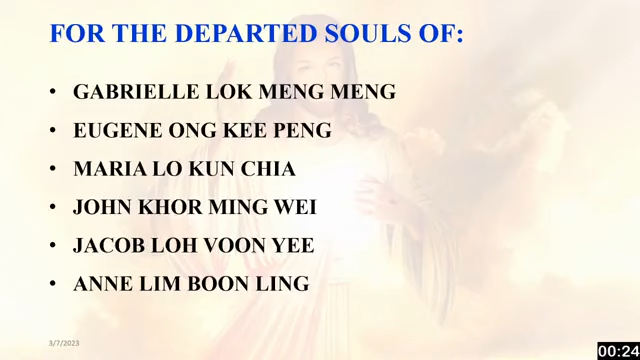 FOR THE DEPARTED SOULS OF:
• GABRIELLE LOK MENG MENG
• EUGENE ONG KEE PENG
• MARIA LO KUN CHIA
• JOHN KHOR MING WEI
• JACOB LOH VOON YEE
• ANNE LIM BOON LING
3/7/2023
00:24